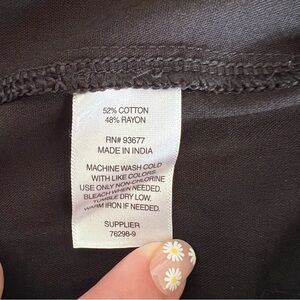 52% COTTON
48% RAYON
RN# 93677
MADE IN INDIA
MACHINE WASH COLD
WITH LIKE COLORS
USE ONLY NON-CHLORINE
BLEACH WHEN NEEDED.
TUMBLE DRY LOW.
WARM IRON IF NEEDED.
SUPPLIER
76298-9